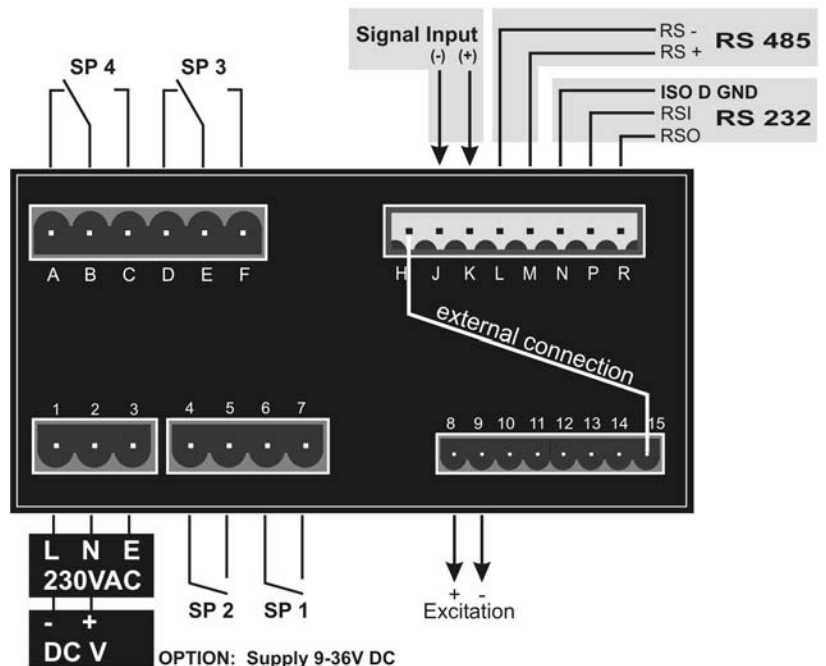 Signal Input
(-) (+)
RS -
RS +
RS 485
ISO D GND
RSI
RSO
RS 232
SP 4
SP 3
A B C D E F
H J K L M N P R
external connection
1 2 3
4 5 6 7
8 9 10 11 12 13 14 15
L N E
230VAC
- +
DC V
SP 2
SP 1
+ -
Excitation
OPTION: Supply 9-36V DC